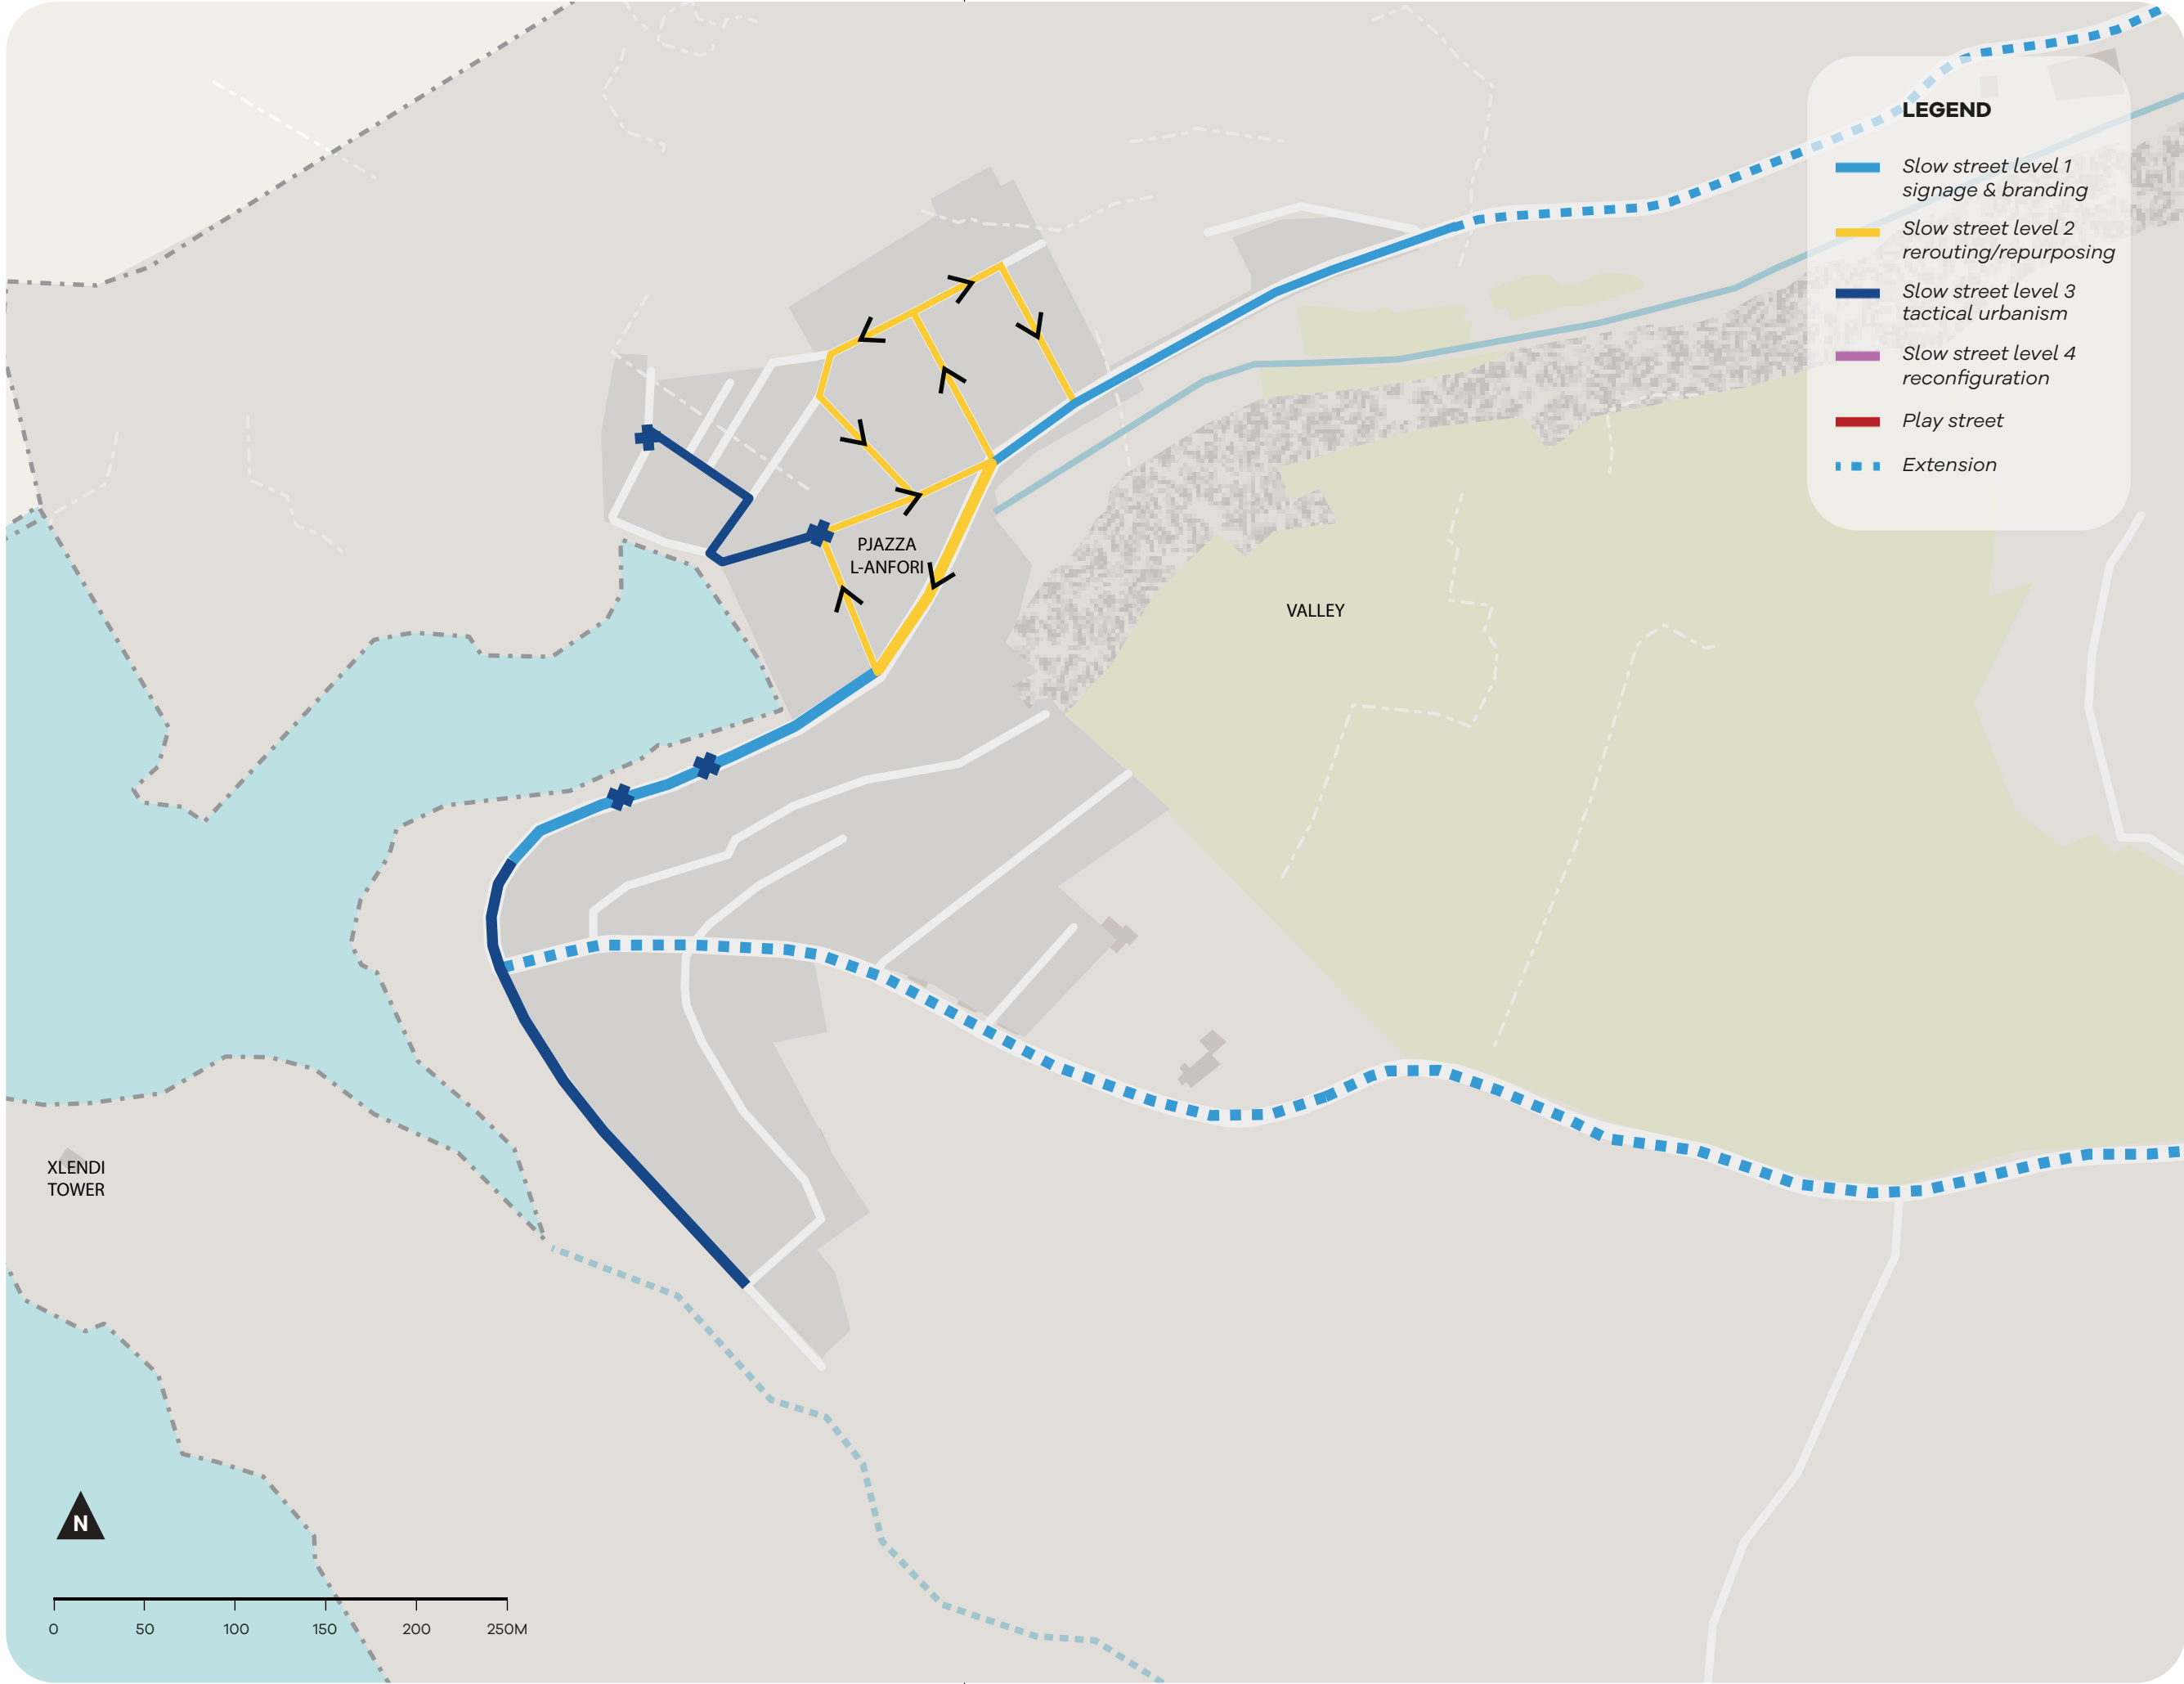 LEGEND
Slow street level 1
signage & branding
Slow street level 2
rerouting/repurposing
Slow street level 3
tactical urbanism
Slow street level 4
reconfiguration
Play street
Extension
PJAZZA
L-ANFORI
VALLEY
XLENDI
TOWER
N
0 50 100 150 200 250M